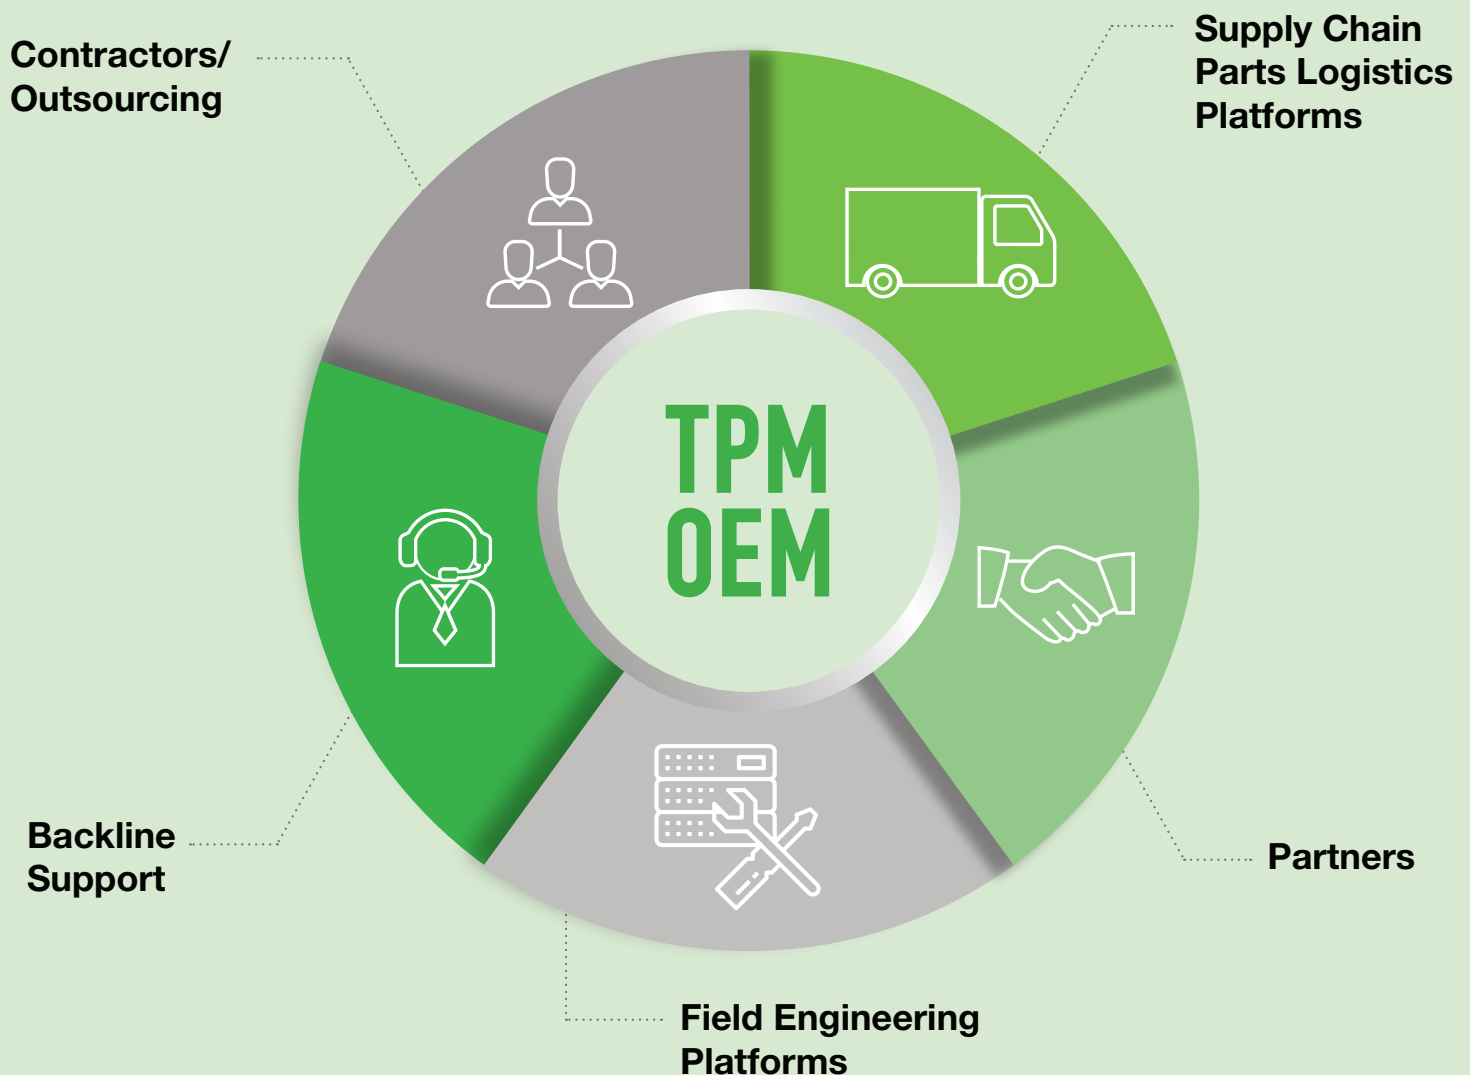 Contractors/
Outsourcing
Supply Chain
Parts Logistics
Platforms
TPM
OEM
Backline
Support
Partners
Field Engineering
Platforms